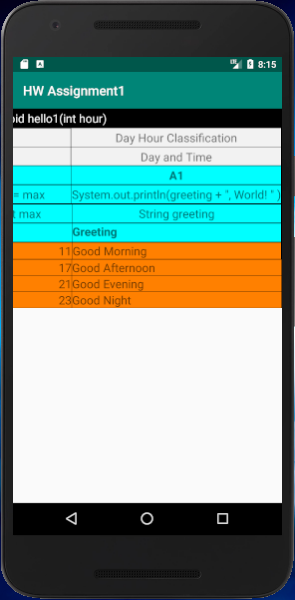 8:15
HW Assignment1
oid hello1(int hour)
Day Hour Classification
Day and Time
A1
= max System.out.println(greeting + ", World! " )
t max String greeting
Greeting
11 Good Morning
17 Good Afternoon
21 Good Evening
23 Good Night